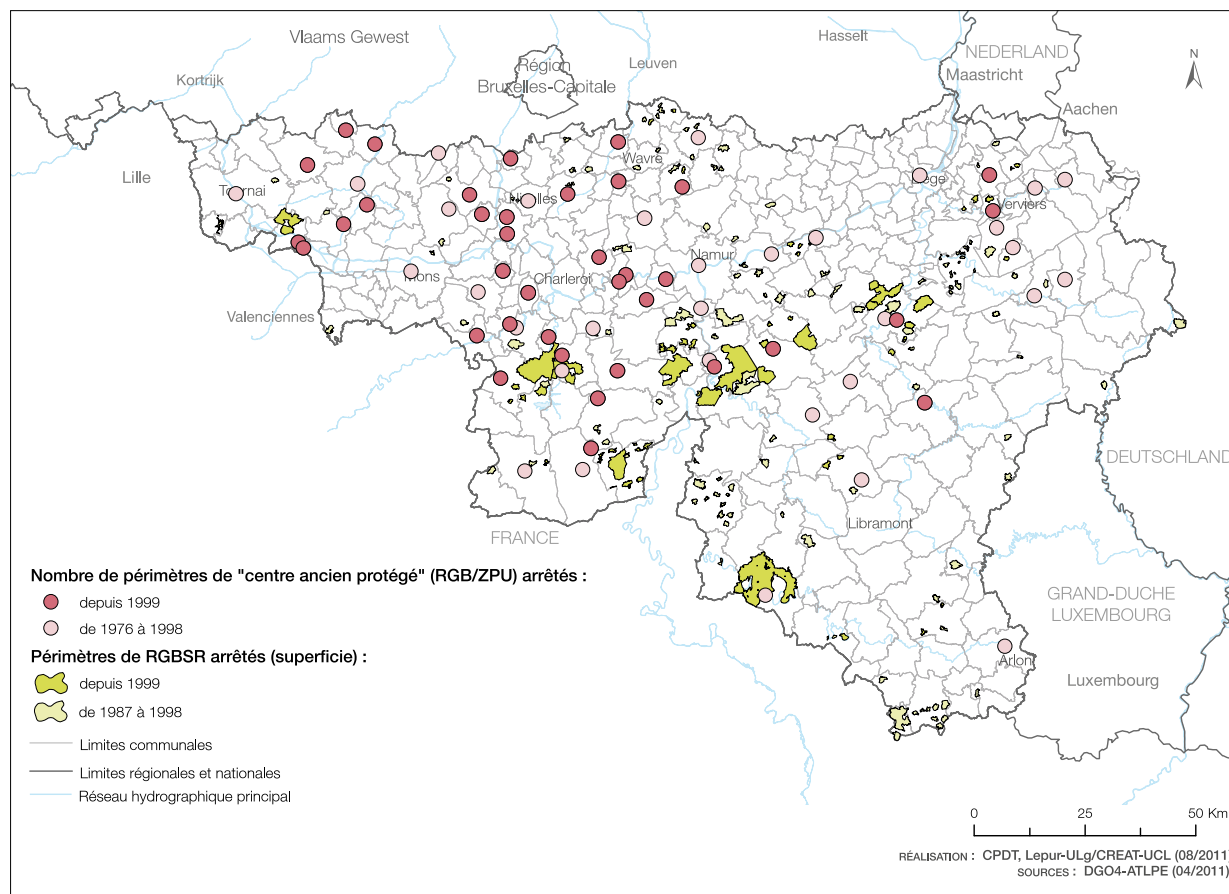 Vlaams Gewest
Hasselt
NEDERLAND
Maastricht
N
Kortrijk
Région
Bruxelles-Capitale
Leuven
Aachen
Lille
Tournai
Wavre
Nivelles
Liège
Verviers
Mons
Charleroi
Namur
Valenciennes
DEUTSCHLAND
Libramont
FRANCE
GRAND-DUCHE
LUXEMBOURG
Arlon
Luxembourg
Nombre de périmètres de "centre ancien protégé" (RGB/ZPU) arrêtés :
depuis 1999
de 1976 à 1998
Périmètres de RGBSR arrêtés (superficie) :
depuis 1999
de 1987 à 1998
Limites communales
Limites régionales et nationales
Réseau hydrographique principal
0 25 50 Km
RÉALISATION : CPDT, Lepur-ULg/CREAT-UCL (08/2011)
SOURCES : DGO4-ATLPE (04/2011)